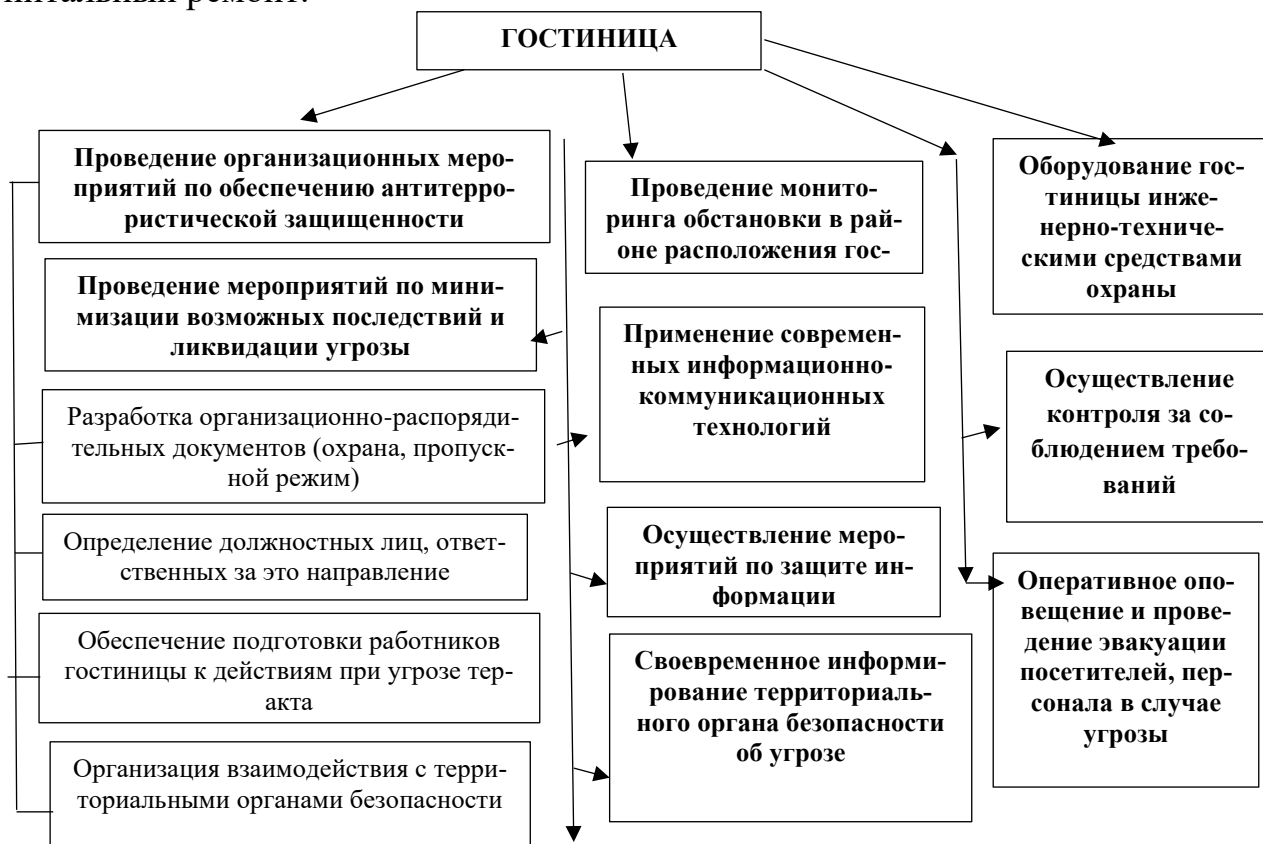 ГОСТИНИЦА
Проведение организационных меро-
приятий по обеспечению антитерро-
ристической защищенности
Проведение мероприятий по мини-
мизации возможных последствий и
ликвидации угрозы
Разработка организационно-распоряди-
тельных документов (охрана, пропуск-
ной режим)
Определение должностных лиц, ответ-
ственных за это направление
Обеспечение подготовки работников
гостиницы к действиям при угрозе тер-
акта
Организация взаимодействия с терри-
ториальными органами безопасности
Проведение монито-
ринга обстановки в рай-
оне расположения гос-
Применение современ-
ных информационно-
коммуникационных
технологий
Осуществление меро-
приятий по защите ин-
формации
Своевременное информи-
рование территориаль-
ного органа безопасности
об угрозе
Оборудование гос-
тиницы инже-
нерно-техниче-
скими средствами
охраны
Осуществление
контроля за со-
блюдением требо-
ваний
Оперативное опо-
вещение и прове-
дение эвакуации
посетителей, пер-
сонала в случае
угрозы